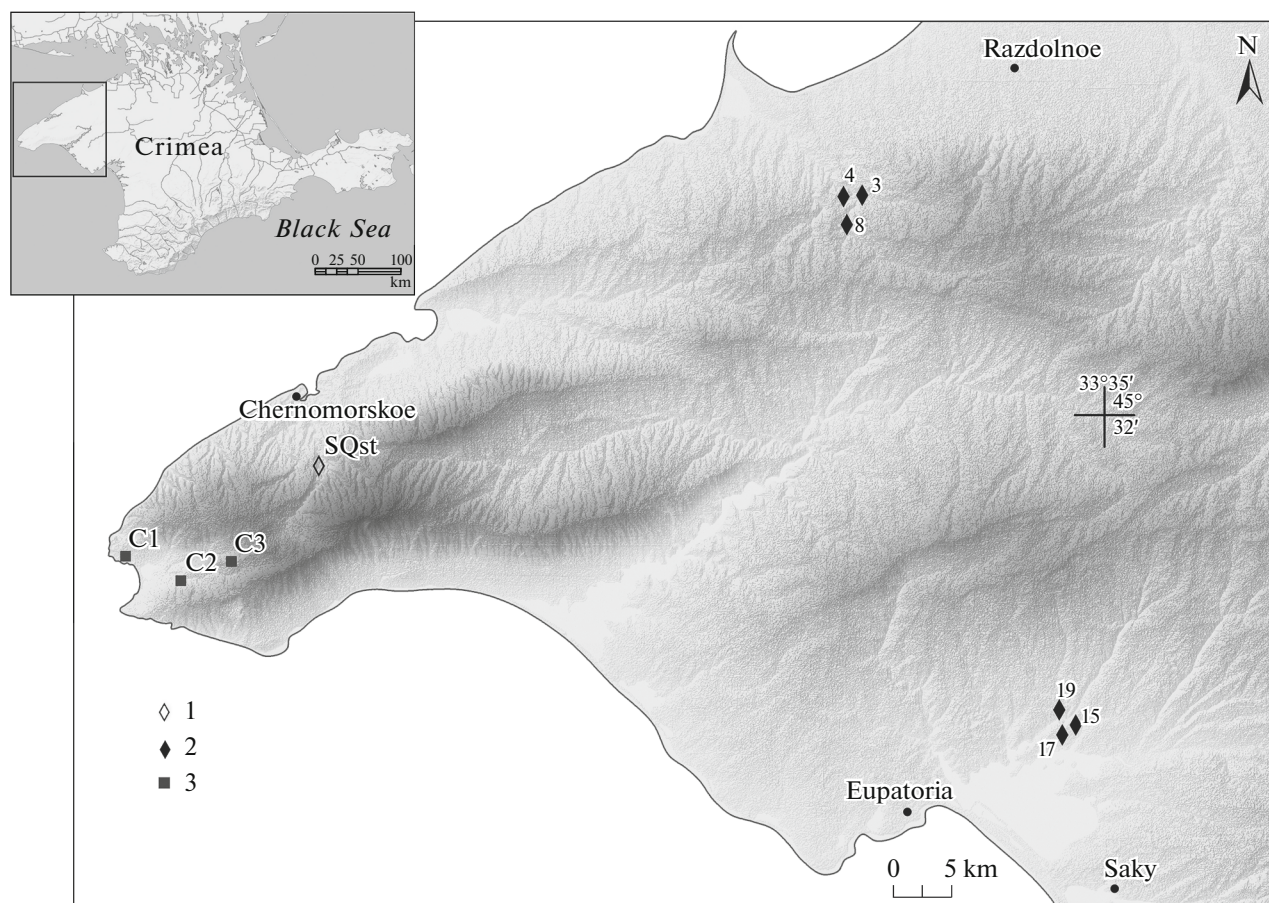 Crimea
Black Sea
0 25 50 100
km
Razdolnoe
N
4
3
8
33°35′
45°
32′
Chernomorskoe
SQst
C1
C2
C3
1
2
3
19
15
17
Eupatoria
0 5 km
Saky